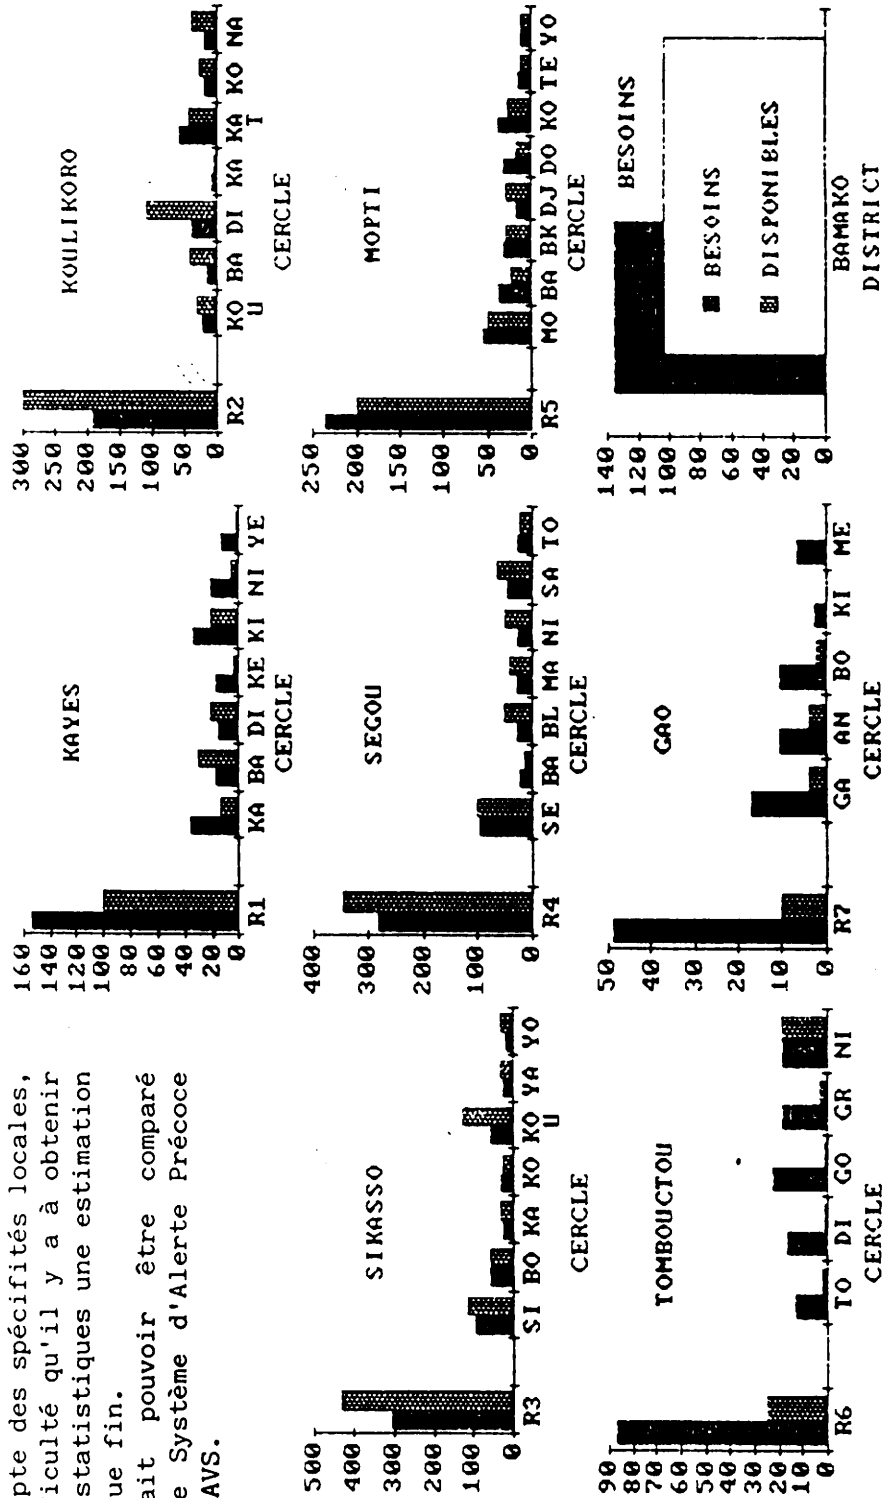 pte des spécifités locales,
iculté qu'il y a à obtenir
statistiques une estimation
ue fin.
ait pouvoir être comparé
e Système d'Alerte Précoce
AVS.
KAYES
160
140
120
100
80
60
40
20
0
R1 KA BA DI KE KI NI YE
CERCLE
KOULIKORO
300
250
200
150
100
50
0
R2 KO BA DI KA KA KO NA
U T
CERCLE
SIKASSO
500
400
300
200
100
0
R3 SI BO KA KO KO YA YO
U
CERCLE
SEGOU
400
300
200
100
0
R4 SE BA BL MA NI SA TO
CERCLE
MOPTI
250
200
150
100
50
0
R5 MO BA BK DJ DO KO TE YO
CERCLE
TOMBOUCTOU
90
80
70
60
50
40
30
20
10
0
R6 TO DI GO GR NI
CERCLE
GAO
50
40
30
20
10
0
R7 GA AN BO KI ME
CERCLE
BESOINS
140
120
100
80
60
40
20
0
BESOINS
DISPONIBLES
BAMAKO
DISTRICT